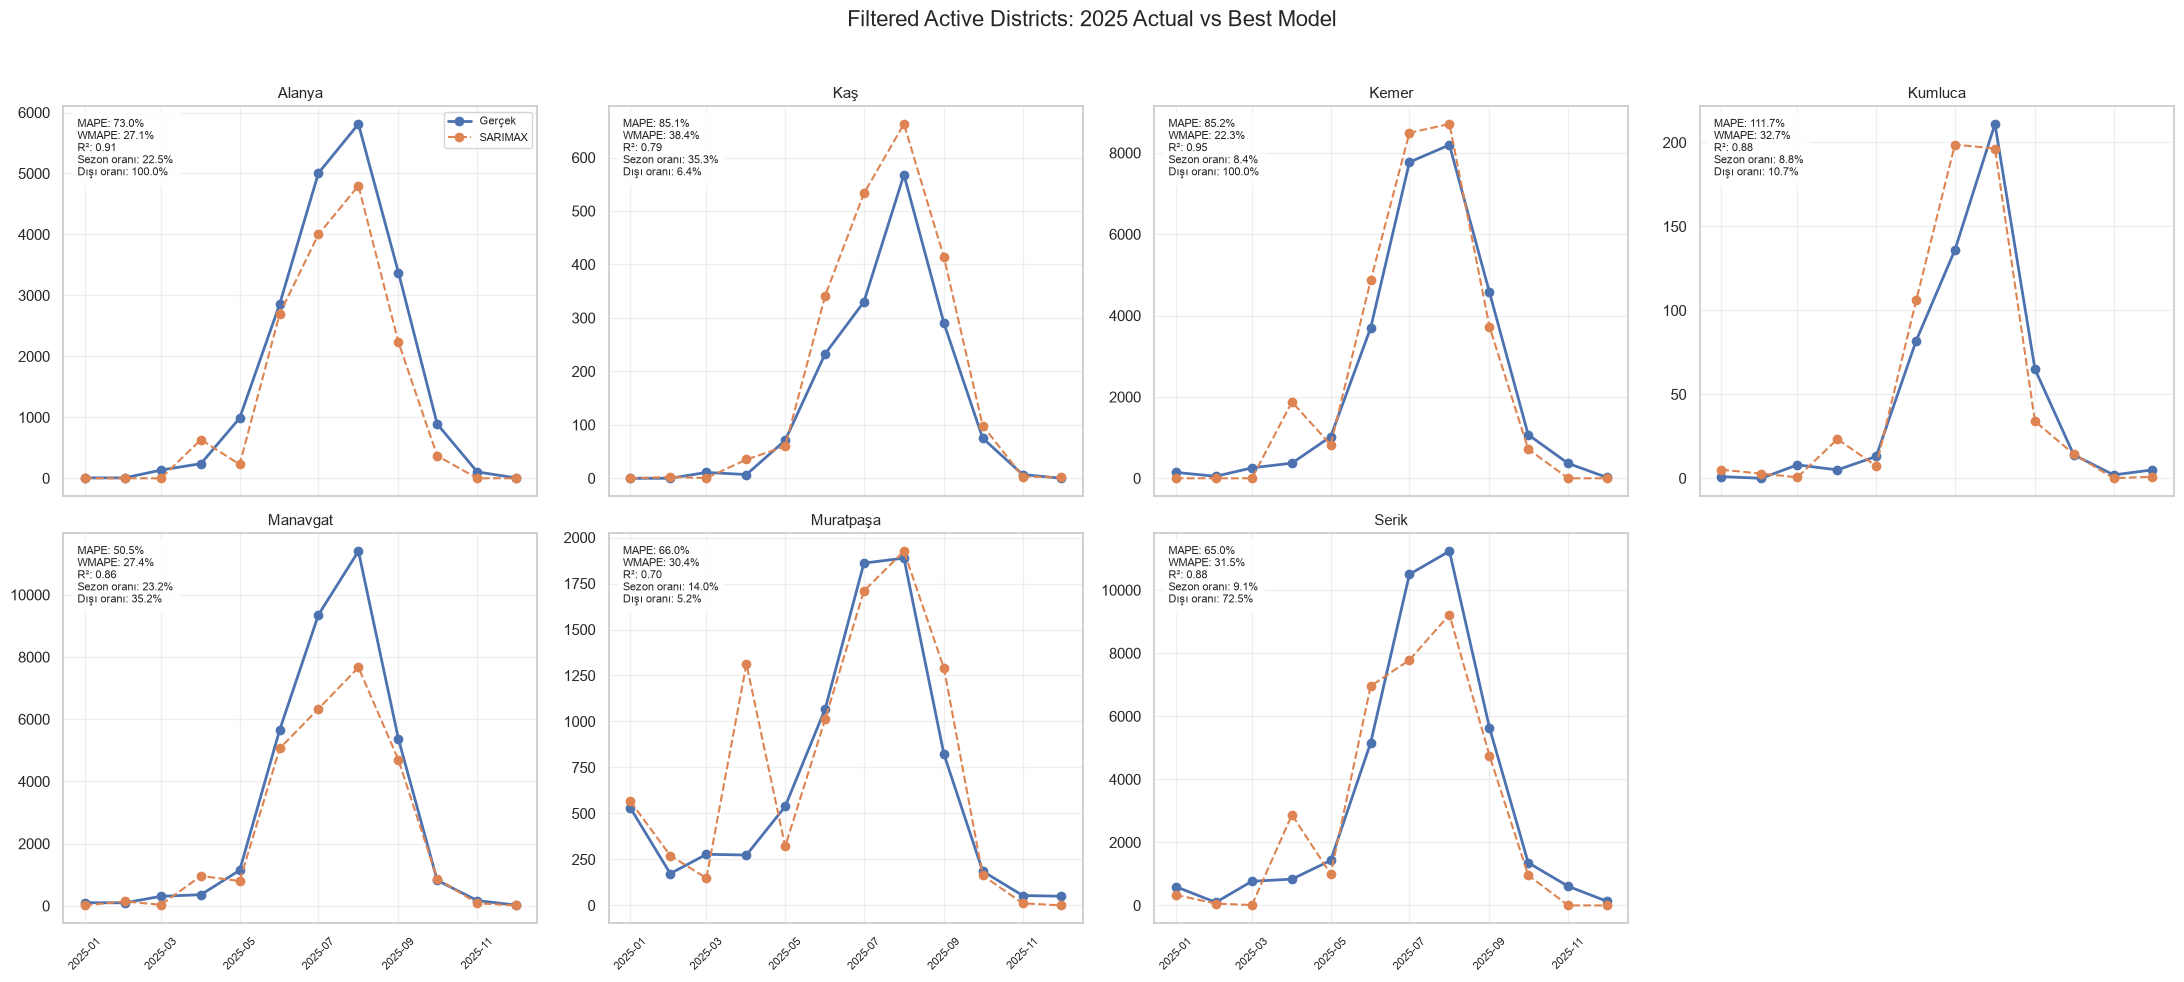 Filtered Active Districts: 2025 Actual vs Best Model
Alanya
MAPE: 73.0%
WMAPE: 27.1%
R²: 0.91
Sezon oranı: 22.5%
Dışı oranı: 100.0%
Gerçek
SARIMAX
6000
5000
4000
3000
2000
1000
0
Kaş
MAPE: 85.1%
WMAPE: 38.4%
R²: 0.79
Sezon oranı: 35.3%
Dışı oranı: 6.4%
600
500
400
300
200
100
0
Kemer
MAPE: 85.2%
WMAPE: 22.3%
R²: 0.95
Sezon oranı: 8.4%
Dışı oranı: 100.0%
8000
6000
4000
2000
0
Kumluca
MAPE: 111.7%
WMAPE: 32.7%
R²: 0.88
Sezon oranı: 8.8%
Dışı oranı: 10.7%
200
150
100
50
0
Manavgat
MAPE: 50.5%
WMAPE: 27.4%
R²: 0.86
Sezon oranı: 23.2%
Dışı oranı: 35.2%
10000
8000
6000
4000
2000
0
2025-01
2025-03
2025-05
2025-07
2025-09
2025-11
Muratpaşa
MAPE: 66.0%
WMAPE: 30.4%
R²: 0.70
Sezon oranı: 14.0%
Dışı oranı: 5.2%
2000
1750
1500
1250
1000
750
500
250
0
2025-01
2025-03
2025-05
2025-07
2025-09
2025-11
Serik
MAPE: 65.0%
WMAPE: 31.5%
R²: 0.88
Sezon oranı: 9.1%
Dışı oranı: 72.5%
10000
8000
6000
4000
2000
0
2025-01
2025-03
2025-05
2025-07
2025-09
2025-11